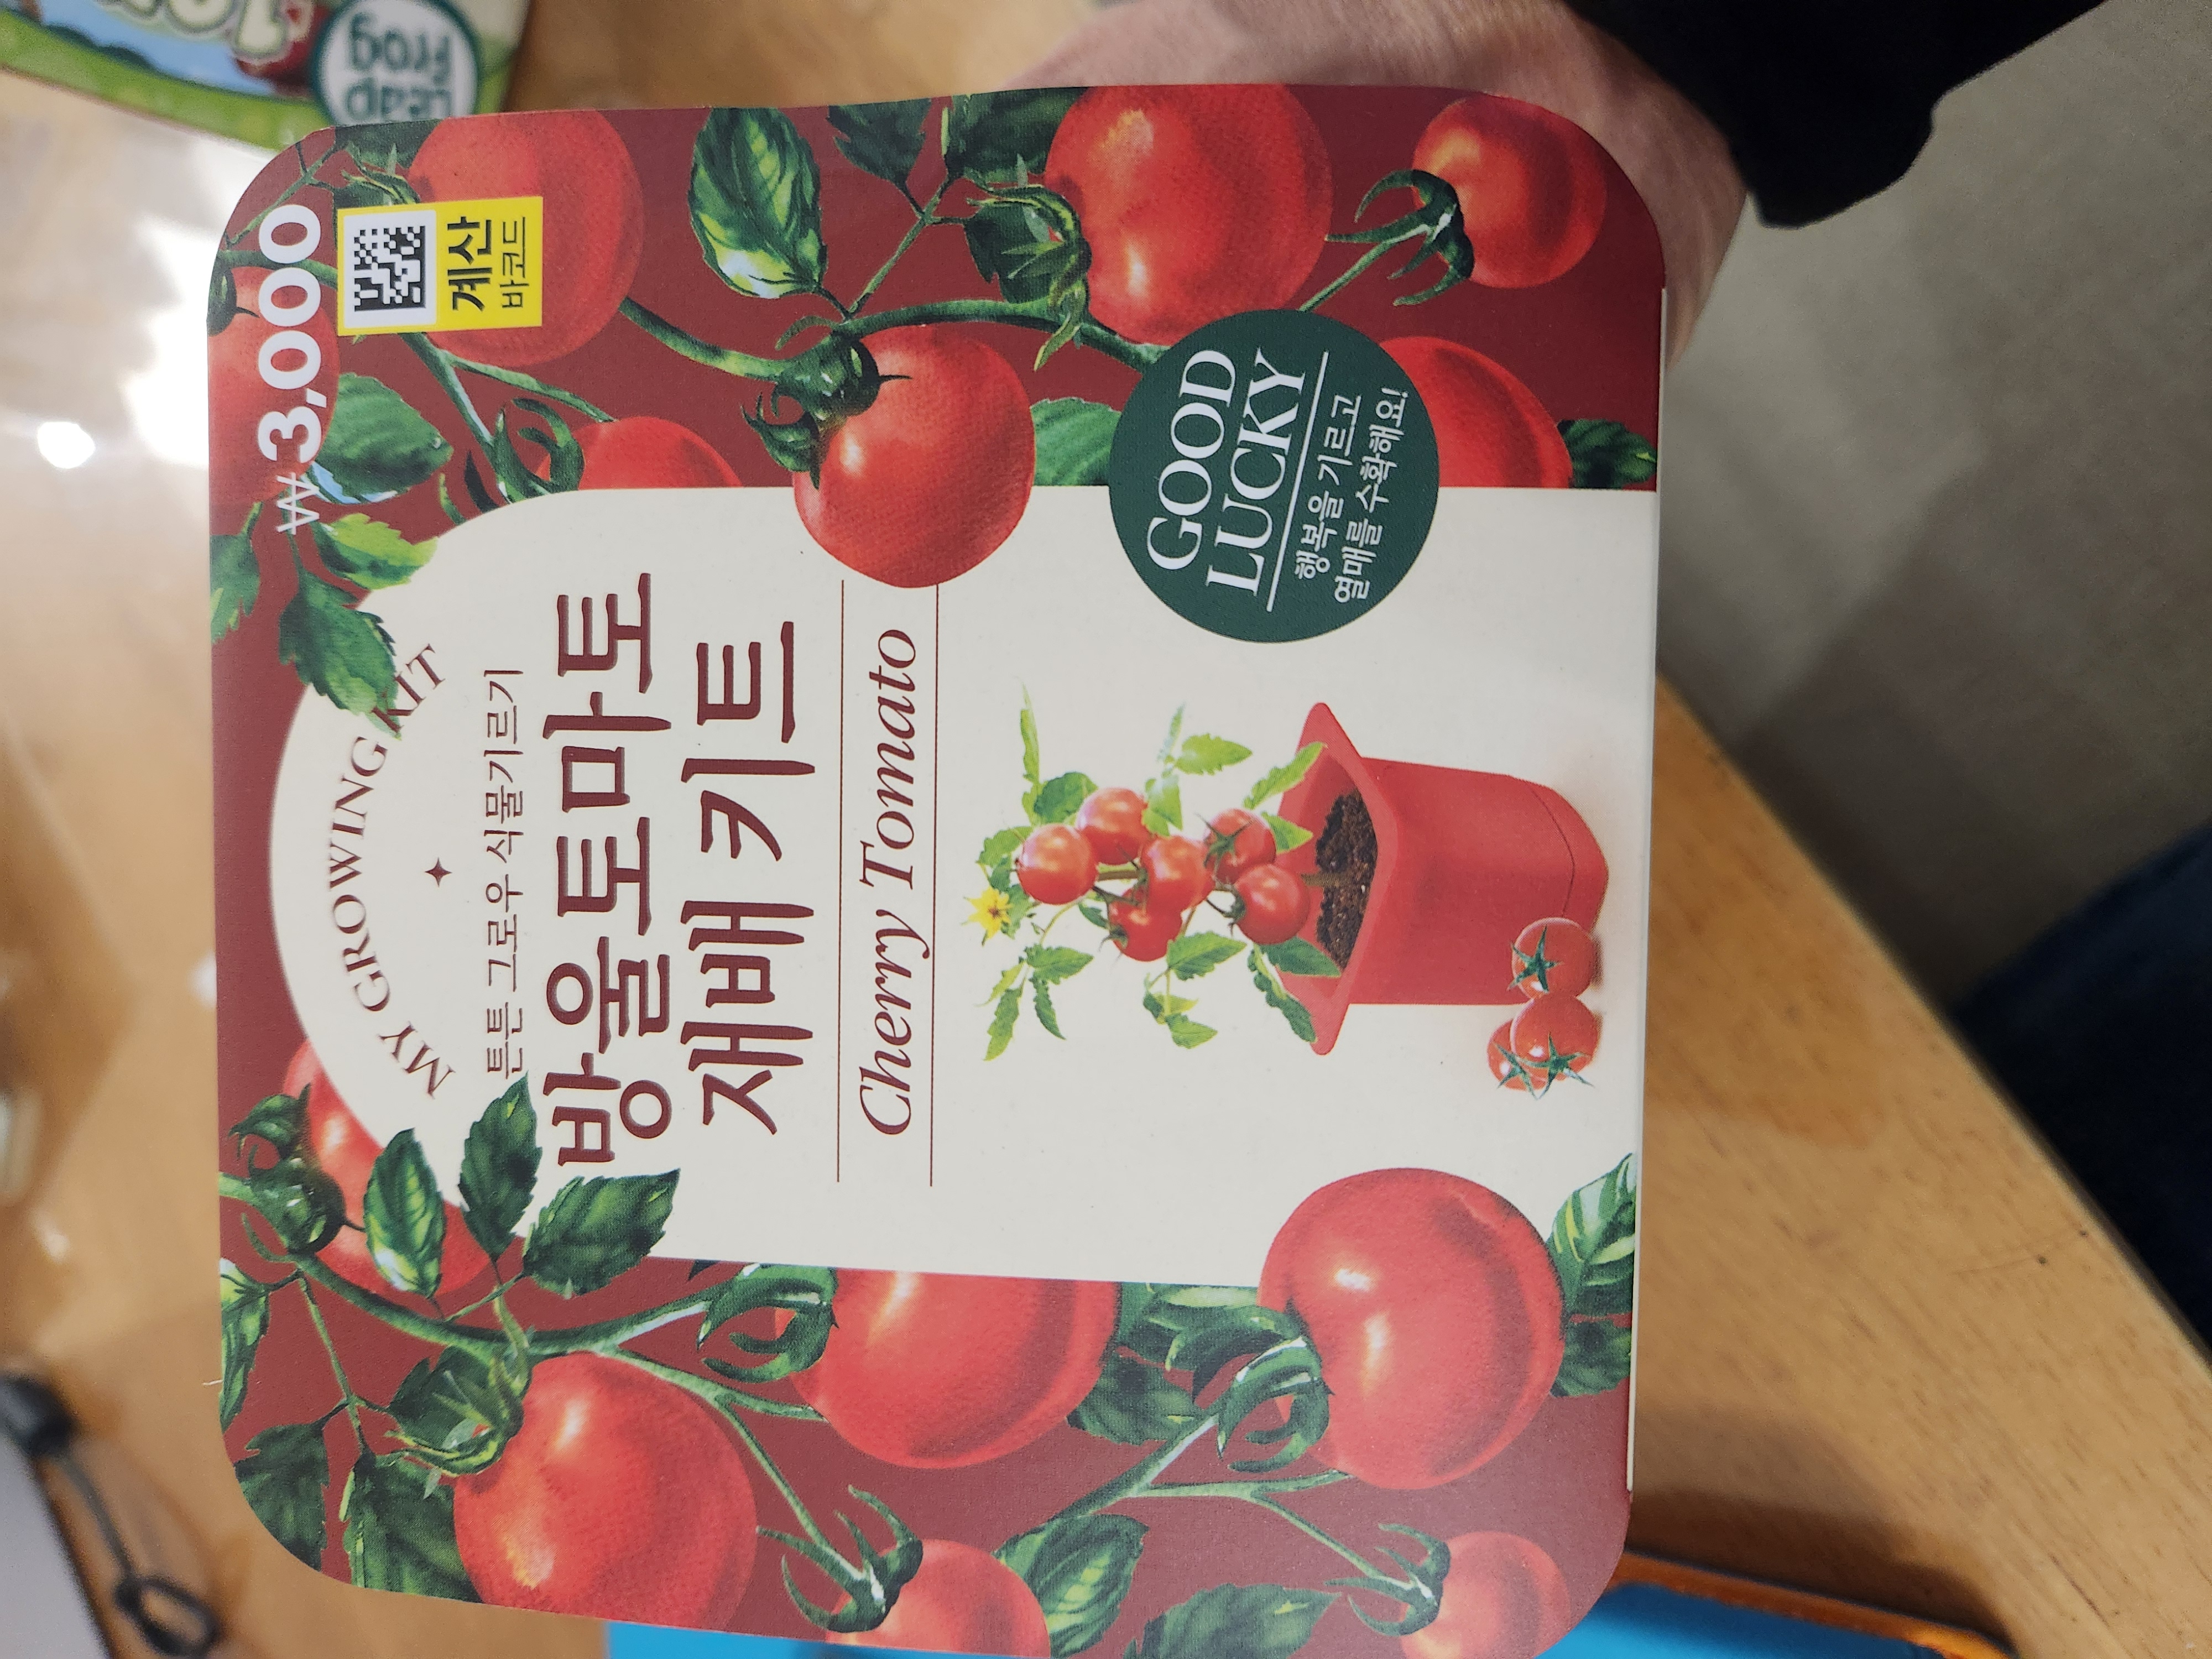 ₩3,000
계산
바코드
MY GROWING KIT
튼튼 그로우 식물기르기
방울토마토
재배 키트
Cherry Tomato
GOOD
LUCKY
행복을 기르고
열매를 수확해요!
Leap
Frog